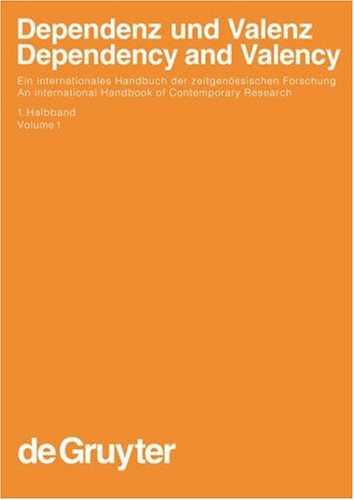 Dependenz und Valenz
Dependency and Valency
Ein internationales Handbuch der zeitgenössischen Forschung
An international Handbook of Contemporary Research
1. Halbband
Volume 1
de Gruyter